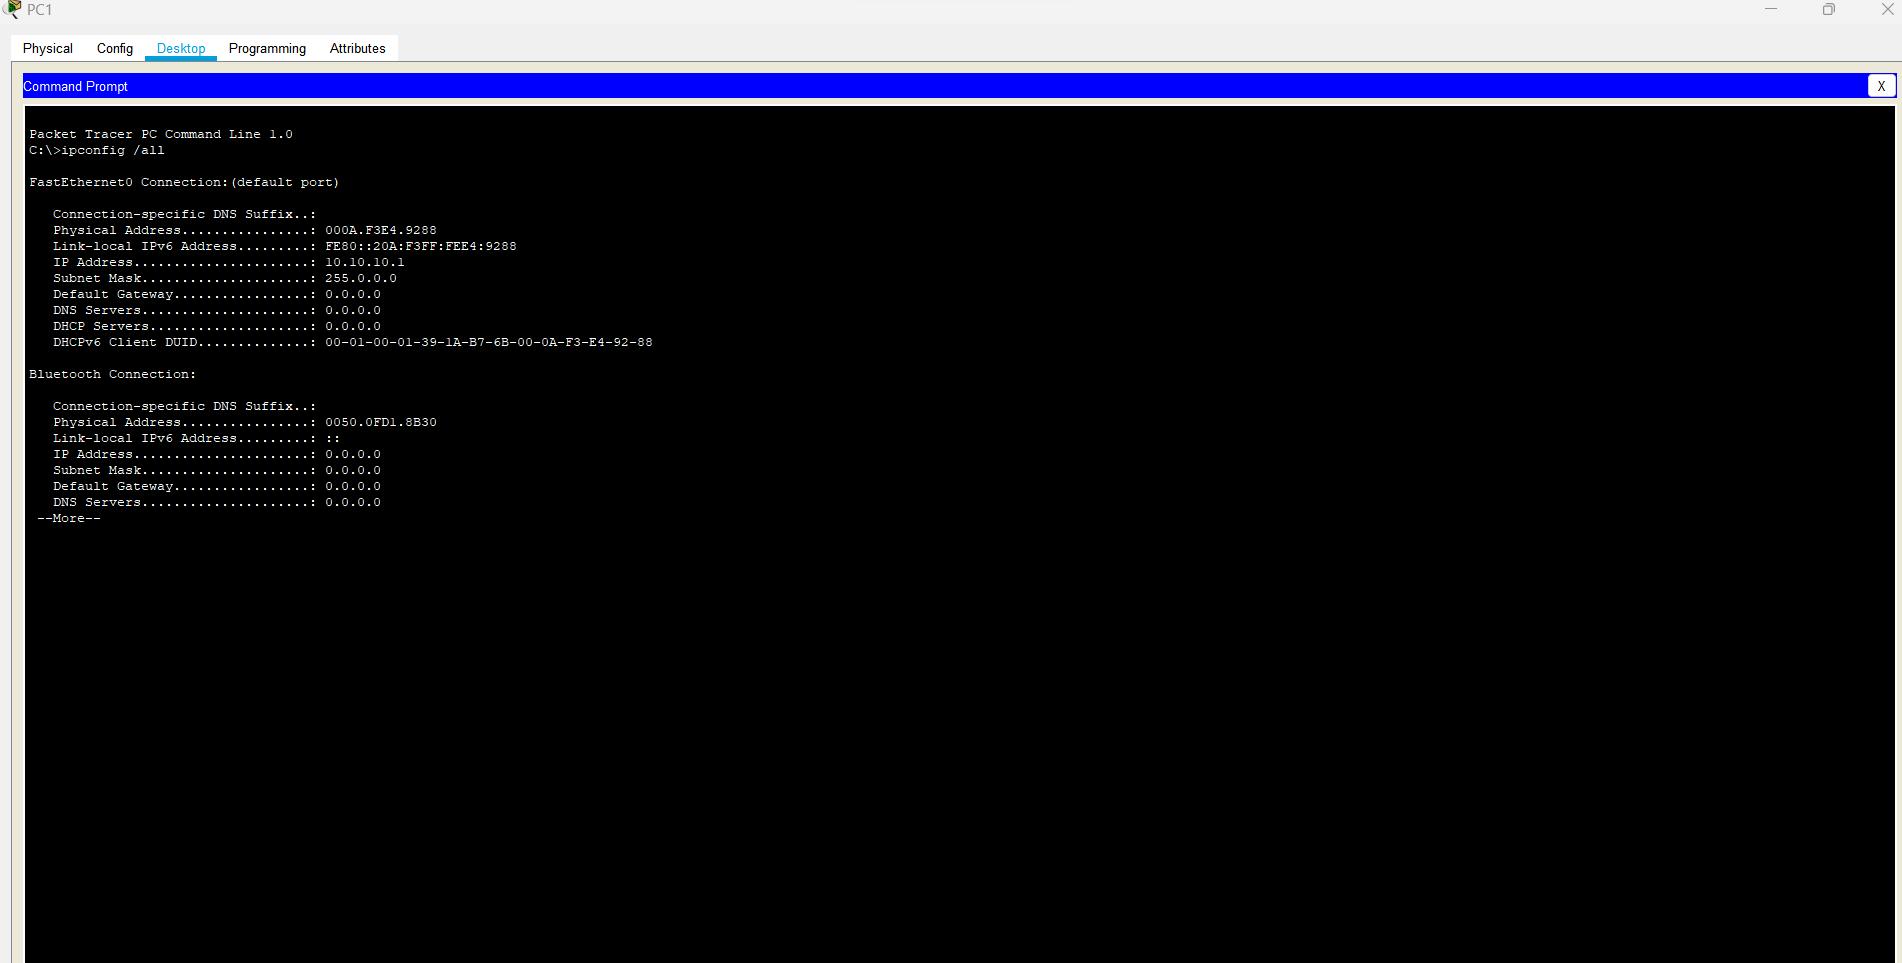 PC1
Physical Config Desktop Programming Attributes
Command Prompt X
Packet Tracer PC Command Line 1.0
C:\>ipconfig /all
FastEthernet0 Connection:(default port)
Connection-specific DNS Suffix..:
Physical Address................: 000A.F3E4.9288
Link-local IPv6 Address.........: FE80::20A:F3FF:FEE4:9288
IP Address......................: 10.10.10.1
Subnet Mask.....................: 255.0.0.0
Default Gateway.................: 0.0.0.0
DNS Servers.....................: 0.0.0.0
DHCP Servers....................: 0.0.0.0
DHCPv6 Client DUID..............: 00-01-00-01-39-1A-B7-6B-00-0A-F3-E4-92-88
Bluetooth Connection:
Connection-specific DNS Suffix..:
Physical Address................: 0050.0FD1.8B30
Link-local IPv6 Address.........: ::
IP Address......................: 0.0.0.0
Subnet Mask.....................: 0.0.0.0
Default Gateway.................: 0.0.0.0
DNS Servers.....................: 0.0.0.0
--More--